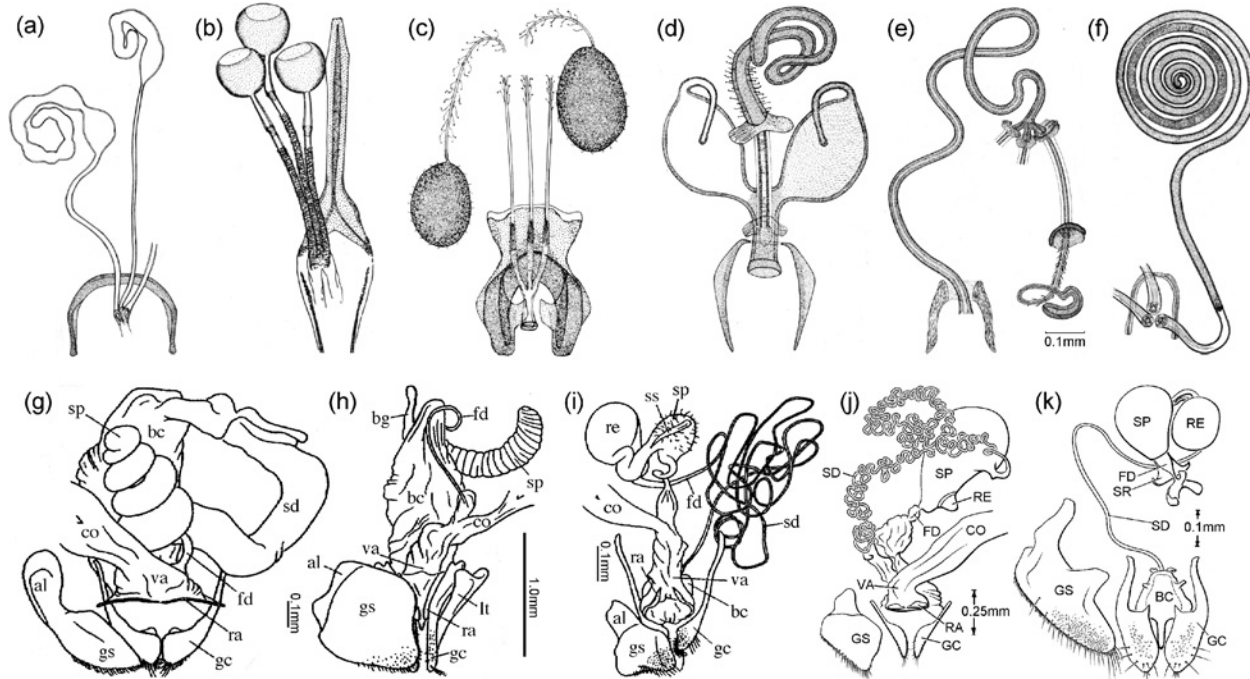 (a)
(b)
(c)
(d)
(e)
(f)
0.1mm
(g)
sp
bc
co
sd
al
va
fd
ra
gs
gc
(h)
bg
fd
sp
bc
co
va
al
gs
lt
ra
gc
0.1mm
1.0mm
(i)
ss
sp
re
fd
co
sd
0.1mm
ra
va
al
bc
gs
gc
(j)
SD
SP
RE
FD
CO
VA
0.25mm
RA
GS
GC
(k)
SP
RE
FD
SR
0.1mm
SD
GS
BC
GC